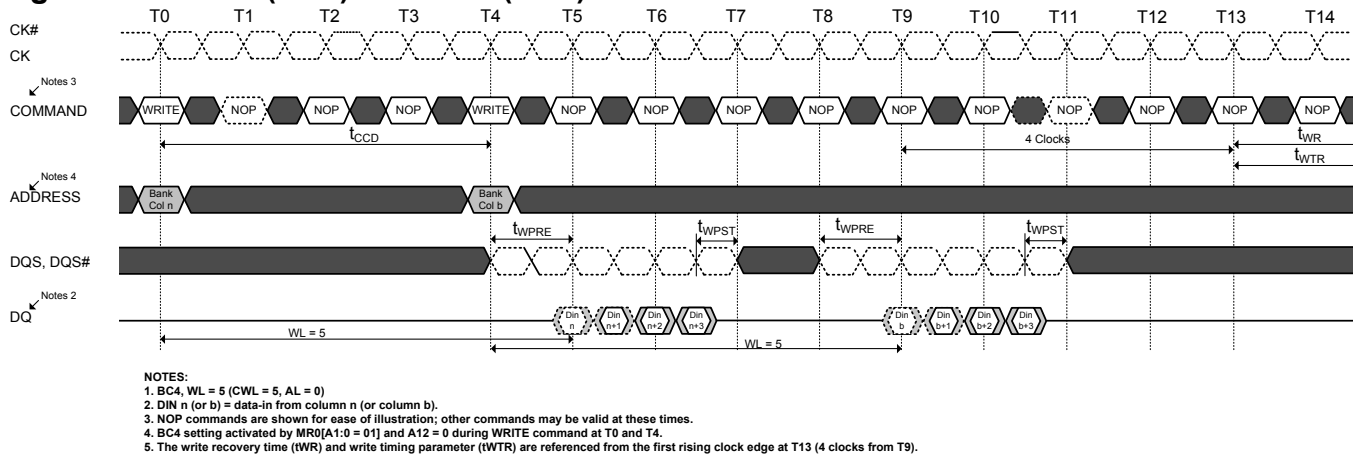 T0 T1 T2 T3 T4 T5 T6 T7 T8 T9 T10 T11 T12 T13 T14
CK#
CK
Notes 3
COMMAND WRITE NOP NOP NOP WRITE NOP NOP NOP NOP NOP NOP NOP NOP NOP NOP
tCCD 4 Clocks tWR
tWTR
Notes 4
ADDRESS Bank Col n Bank Col b
tWPRE tWPST tWPRE tWPST
DQS, DQS#
Notes 2
DQ Din n Din n+1 Din n+2 Din n+3 Din b Din b+1 Din b+2 Din b+3
WL = 5 WL = 5
NOTES:
1. BC4, WL = 5 (CWL = 5, AL = 0)
2. DIN n (or b) = data-in from column n (or column b).
3. NOP commands are shown for ease of illustration; other commands may be valid at these times.
4. BC4 setting activated by MR0[A1:0 = 01] and A12 = 0 during WRITE command at T0 and T4.
5. The write recovery time (tWR) and write timing parameter (tWTR) are referenced from the first rising clock edge at T13 (4 clocks from T9).